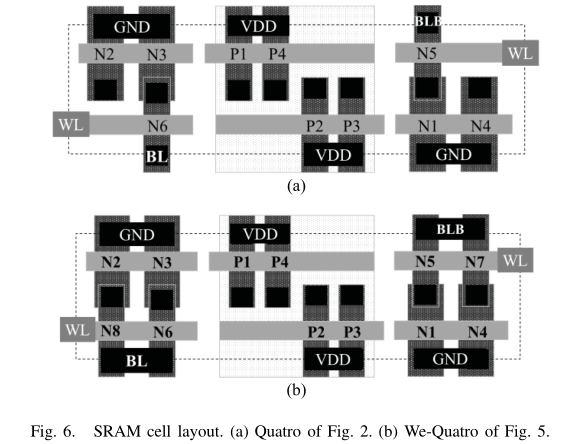 GND VDD BLB
N2 N3 P1 P4 N5 WL
WL N6 P2 P3 N1 N4
BL VDD GND
(a)
GND VDD BLB
N2 N3 P1 P4 N5 N7 WL
WL N8 N6 P2 P3 N1 N4
BL VDD GND
(b)
Fig. 6. SRAM cell layout. (a) Quatro of Fig. 2. (b) We-Quatro of Fig. 5.